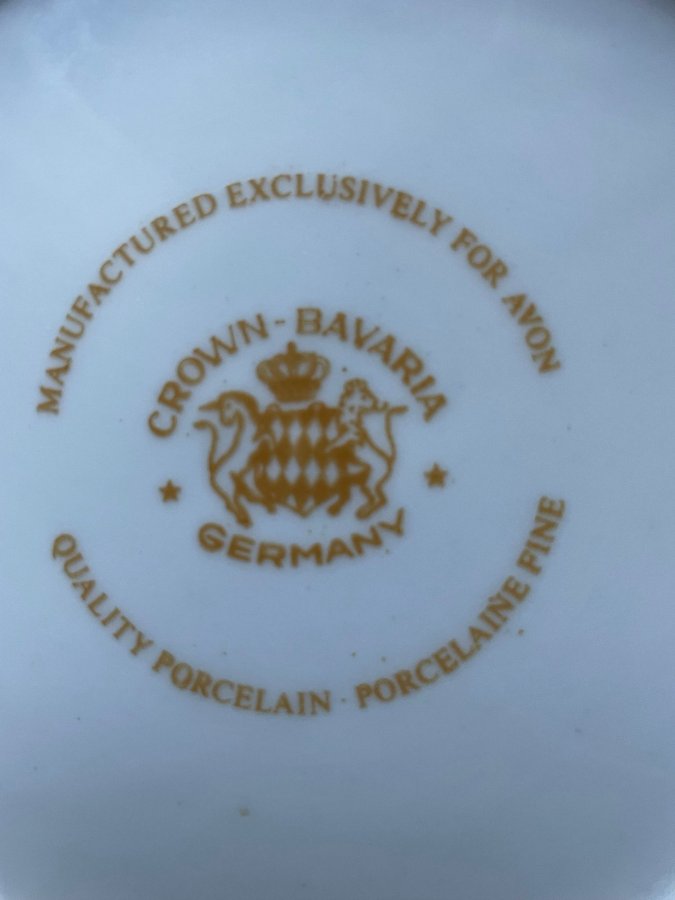 MANUFACTURED EXCLUSIVELY FOR AVON
CROWN-BAVARIA
GERMANY
QUALITY PORCELAIN · PORCELAINE FINE